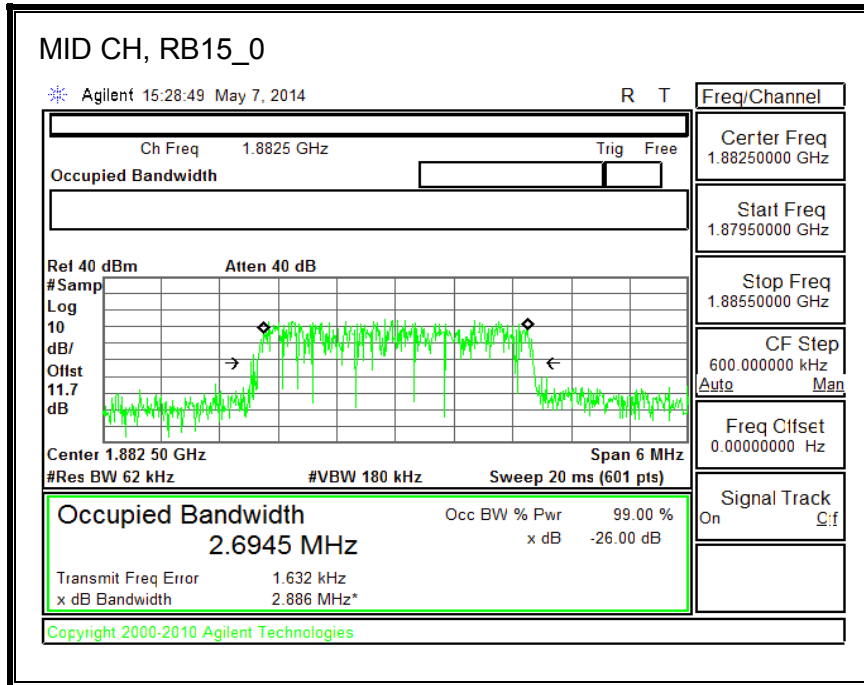 MID CH, RB15_0
Agilent 15:28:49 May 7, 2014 R T
Freq/Channel
Ch Freq 1.8825 GHz Trig Free
Occupied Bandwidth
Center Freq
1.88250000 GHz
Start Freq
1.87950000 GHz
Stop Freq
1.88550000 GHz
CF Step
600.000000 kHz
Auto Man
Freq Offset
0.00000000 Hz
Signal Track
On Off
Ref 40 dBm Atten 40 dB
#Samp
Log
10
dB/
Offst
11.7
dB
Center 1.882 50 GHz Span 6 MHz
#Res BW 62 kHz #VBW 180 kHz Sweep 20 ms (601 pts)
Occupied Bandwidth Occ BW % Pwr 99.00 %
2.6945 MHz x dB -26.00 dB
Transmit Freq Error 1.632 kHz
x dB Bandwidth 2.886 MHz*
Copyright 2000-2010 Agilent Technologies